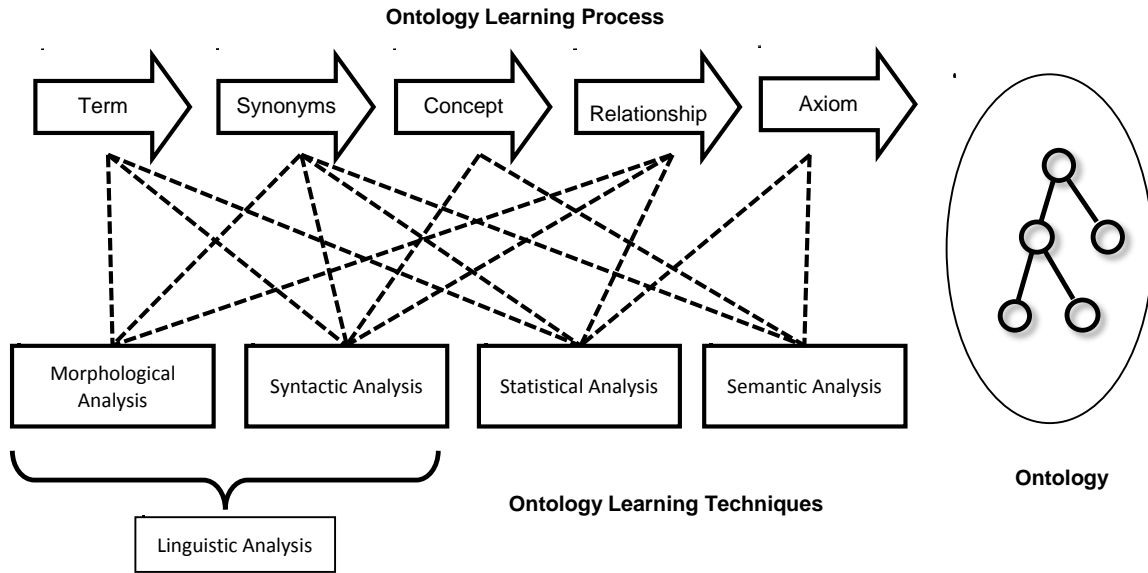 Ontology Learning Process
Term
Synonyms
Concept
Relationship
Axiom
Morphological
Analysis
Syntactic Analysis
Statistical Analysis
Semantic Analysis
Ontology
Ontology Learning Techniques
Linguistic Analysis